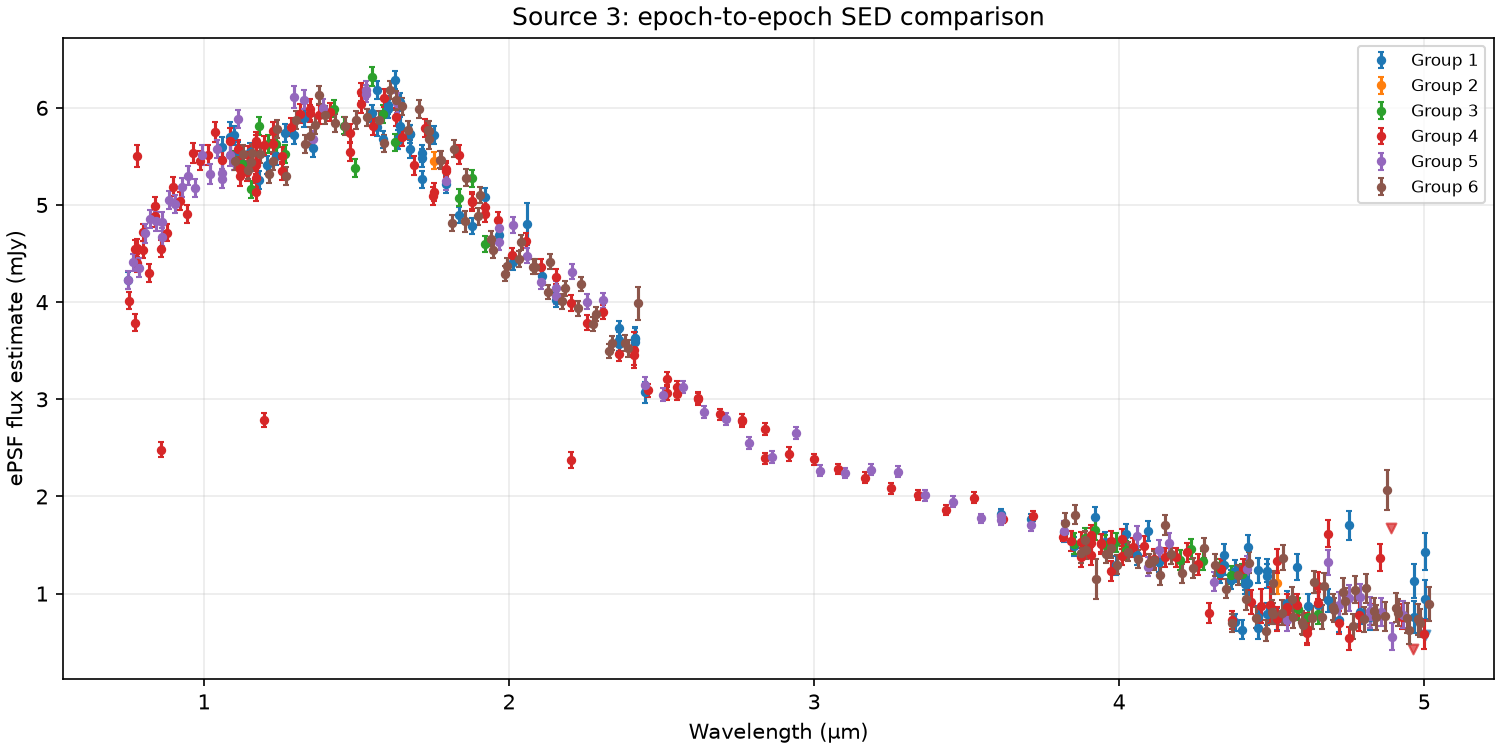 Source 3: epoch-to-epoch SED comparison
ePSF flux estimate (mJy)
6
5
4
3
2
1
Group 1
Group 2
Group 3
Group 4
Group 5
Group 6
1 2 3 4 5
Wavelength (μm)